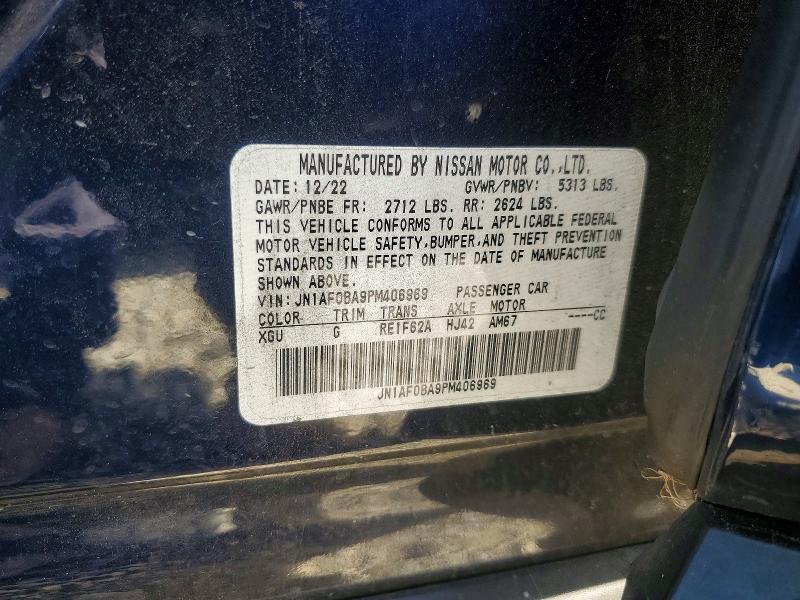 MANUFACTURED BY NISSAN MOTOR CO.,LTD.
DATE: 12/22 GVWR/PNBV: 5313 LBS.
GAWR/PNBE FR: 2712 LBS. RR: 2624 LBS.
THIS VEHICLE CONFORMS TO ALL APPLICABLE FEDERAL
MOTOR VEHICLE SAFETY,BUMPER,AND THEFT PREVENTION
STANDARDS IN EFFECT ON THE DATE OF MANUFACTURE
SHOWN ABOVE.
VIN: JN1AF0BA9PM406969 PASSENGER CAR
COLOR TRIM TRANS AXLE MOTOR
XGU G RE1F62A HJ42 AM67 ----CC
JN1AF0BA9PM406969